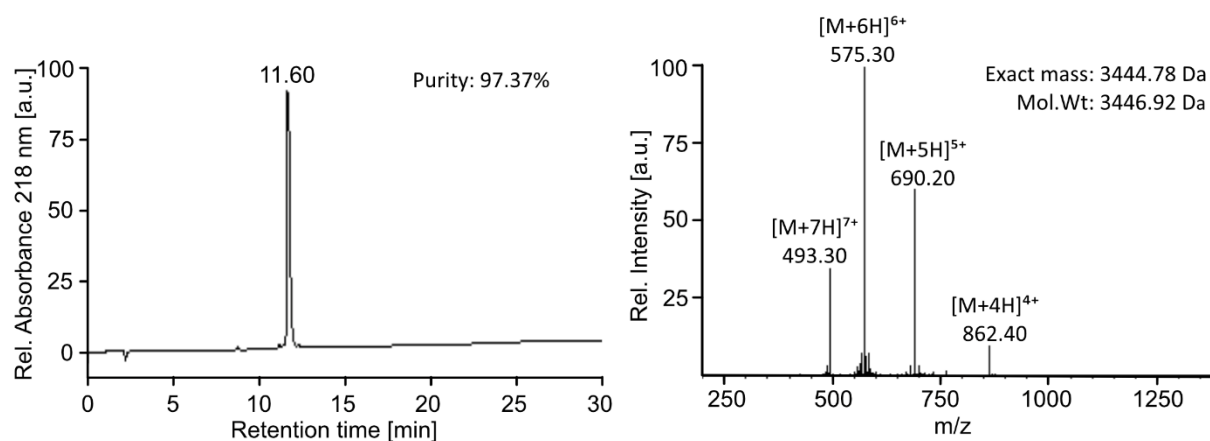 11.60
Purity: 97.37%
100
75
50
25
0
Rel. Absorbance 218 nm [a.u.]
0 5 10 15 20 25 30
Retention time [min]
[M+6H]⁶⁺
575.30
Exact mass: 3444.78 Da
Mol.Wt: 3446.92 Da
[M+5H]⁵⁺
690.20
[M+7H]⁷⁺
493.30
[M+4H]⁴⁺
862.40
100
75
50
25
Rel. Intensity [a.u.]
250 500 750 1000 1250
m/z